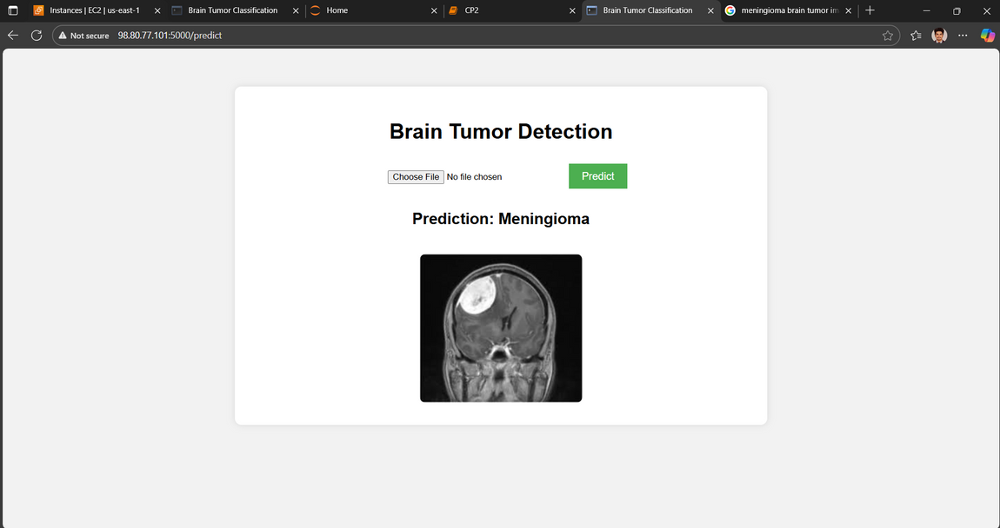 Instances | EC2 | us-east-1
Brain Tumor Classification
Home
CP2
Brain Tumor Classification
meningioma brain tumor im
Not secure
98.80.77.101:5000/predict
Brain Tumor Detection
Choose File No file chosen
Predict
Prediction: Meningioma